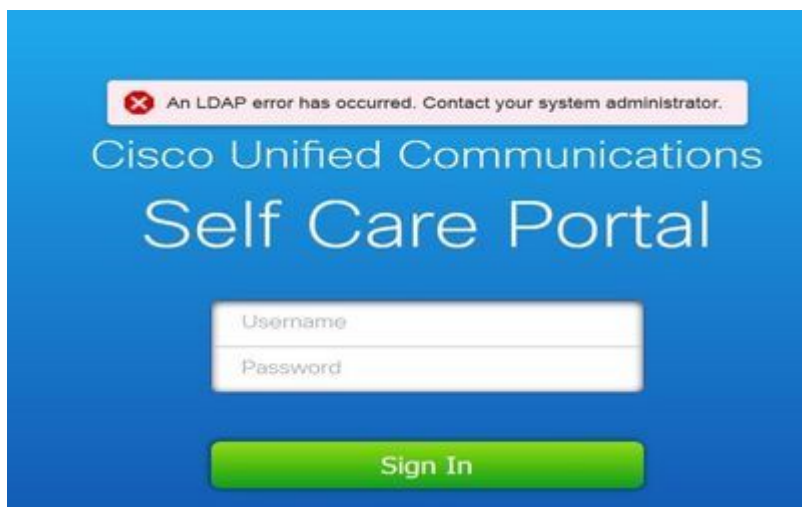 An LDAP error has occurred. Contact your system administrator.
Cisco Unified Communications
Self Care Portal
Username
Password
Sign In